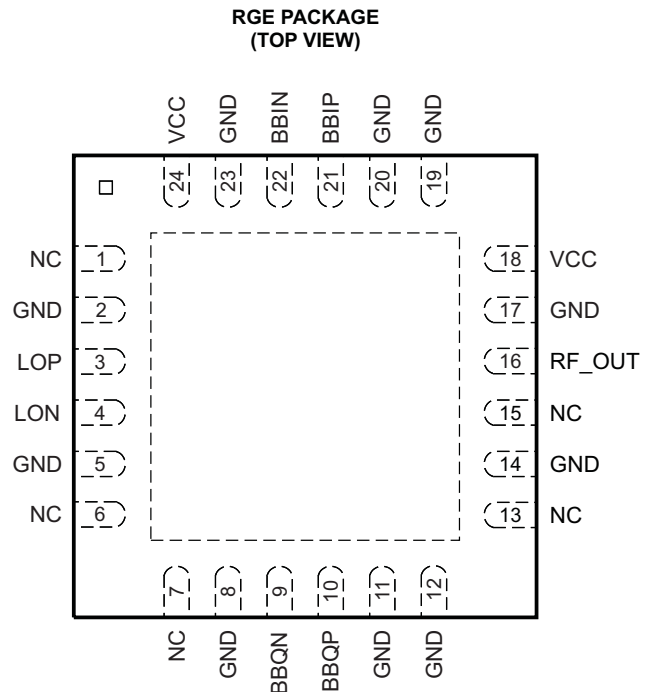 RGE PACKAGE
(TOP VIEW)
VCC
GND
BBIN
BBIP
GND
GND
24
23
22
21
20
19
NC 1
GND 2
LOP 3
LON 4
GND 5
NC 6
18 VCC
17 GND
16 RF_OUT
15 NC
14 GND
13 NC
7
8
9
10
11
12
NC
GND
BBQN
BBQP
GND
GND